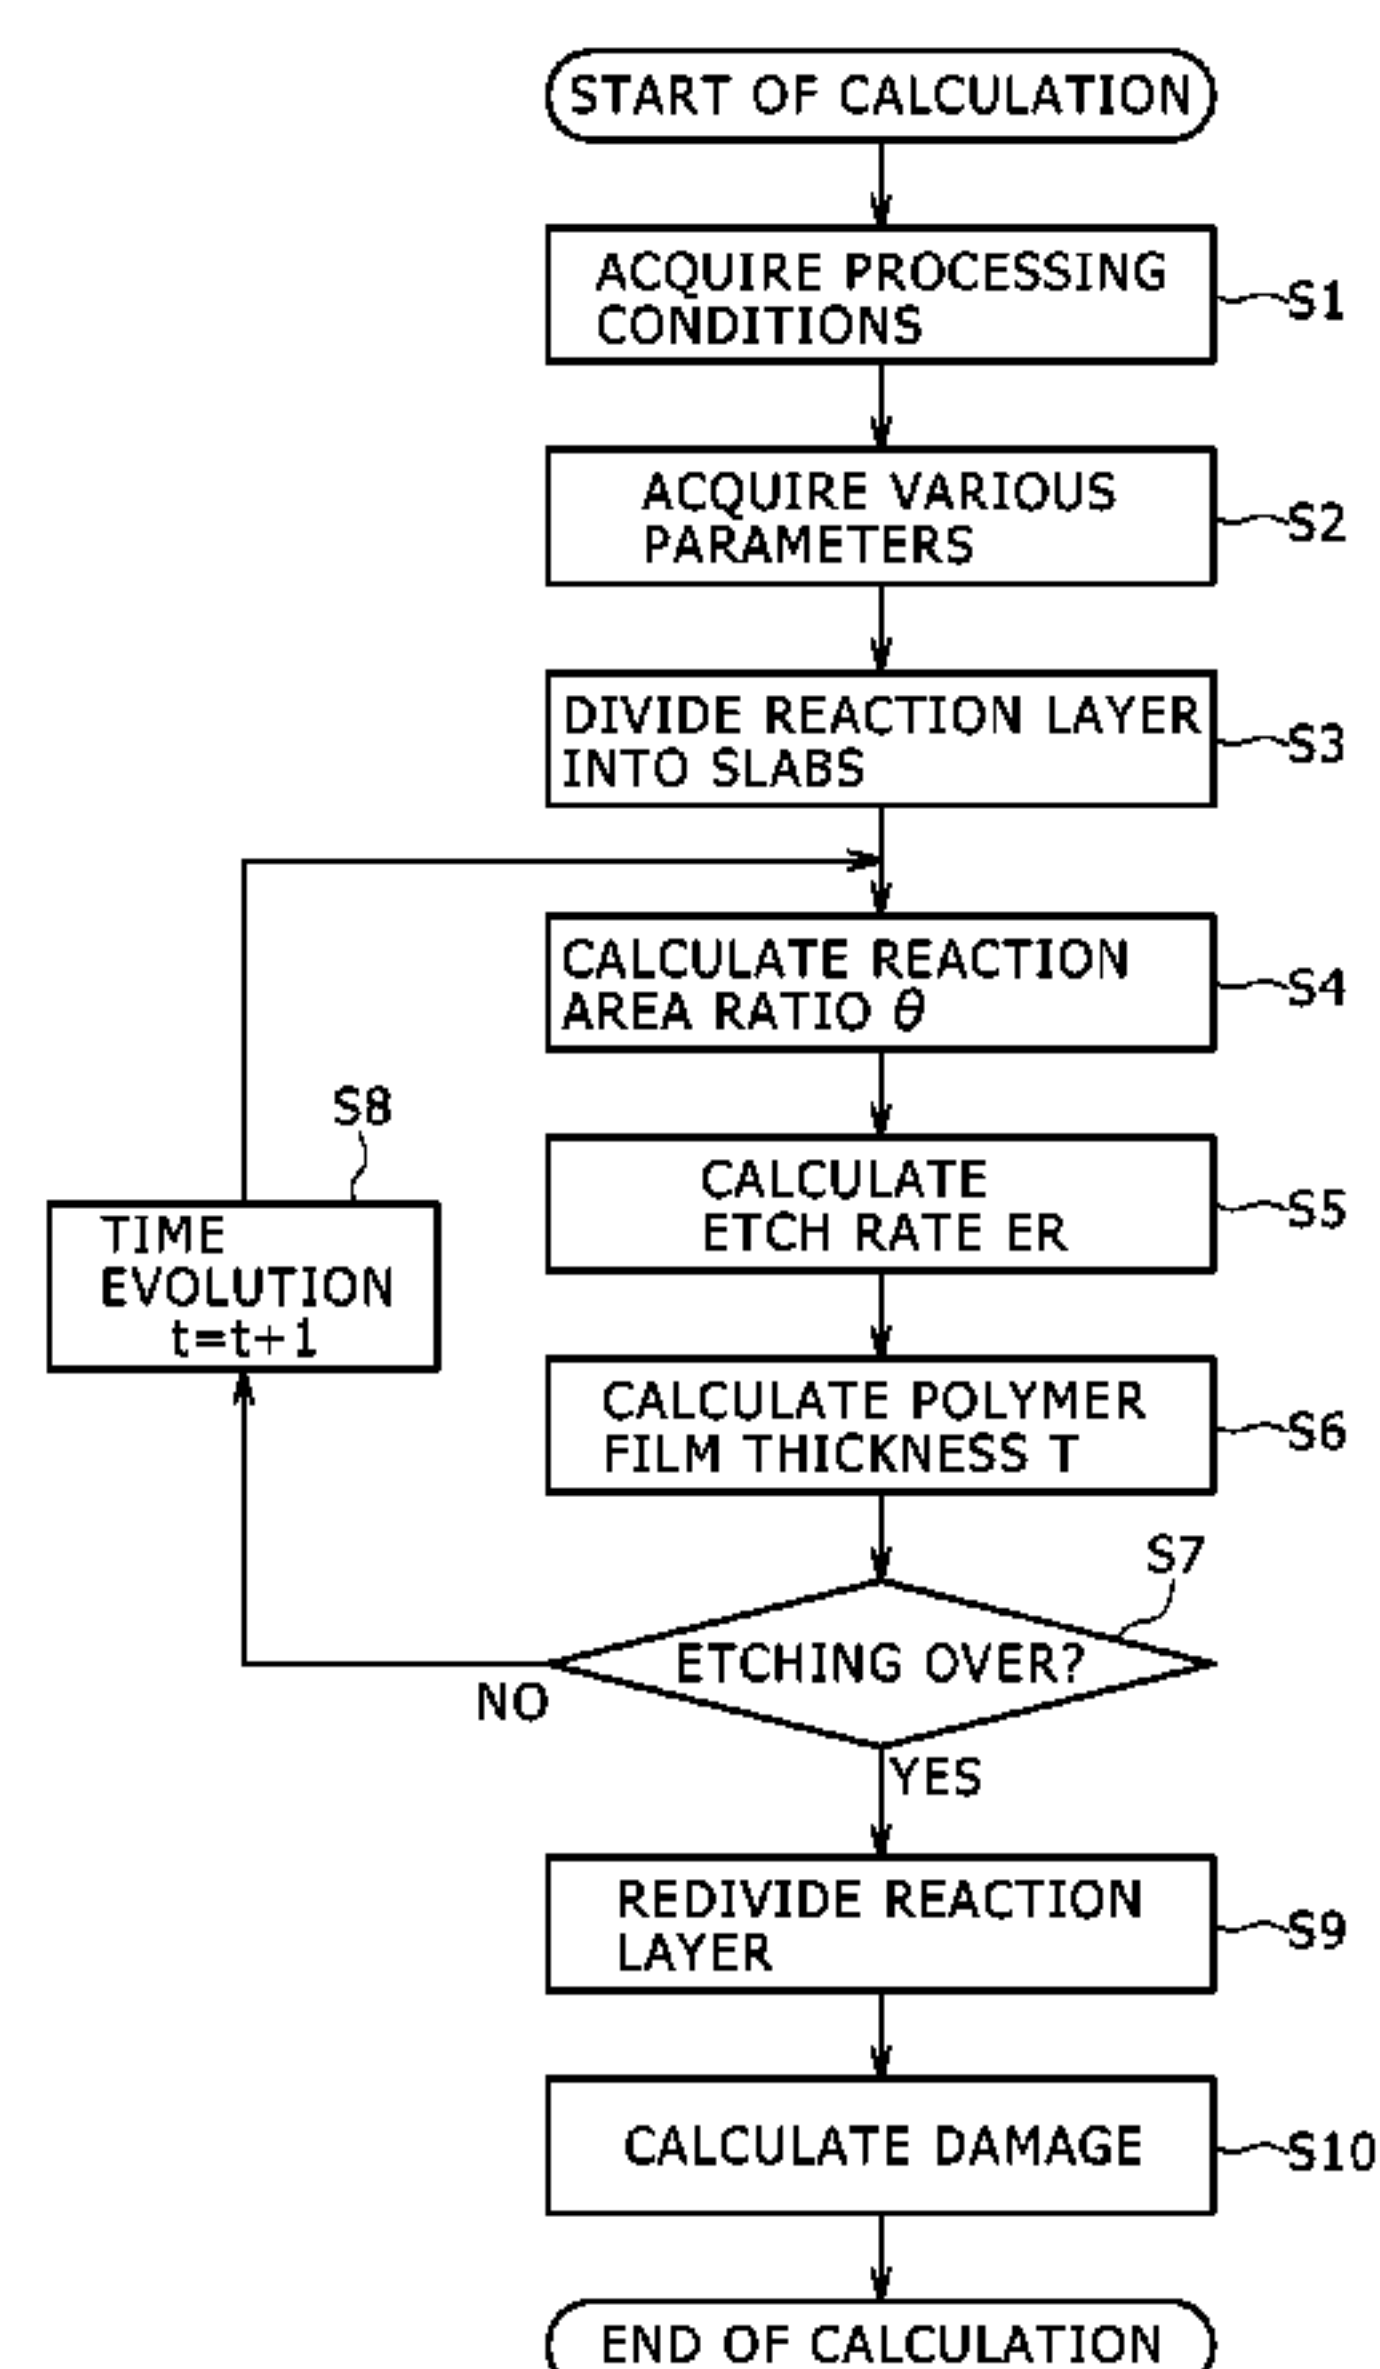 START OF CALCULATION
ACQUIRE PROCESSING
CONDITIONS
S1
ACQUIRE VARIOUS
PARAMETERS
S2
DIVIDE REACTION LAYER
INTO SLABS
S3
CALCULATE REACTION
AREA RATIO θ
S4
S8
TIME
EVOLUTION
t=t+1
CALCULATE
ETCH RATE ER
S5
CALCULATE POLYMER
FILM THICKNESS T
S6
S7
ETCHING OVER?
NO
YES
REDIVIDE REACTION
LAYER
S9
CALCULATE DAMAGE
S10
END OF CALCULATION